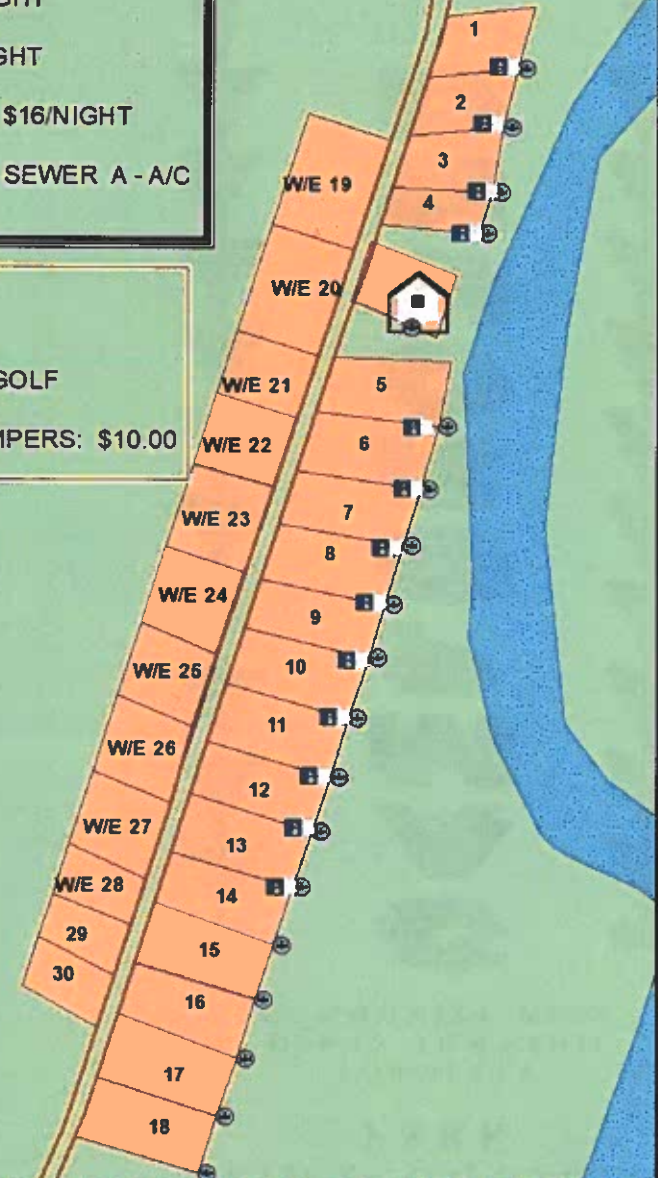 GHT
$16/NIGHT
SEWER A - A/C
GOLF
MPERS: $10.00
1
2
3
4
5
6
7
8
9
10
11
12
13
14
15
16
17
18
W/E 19
W/E 20
W/E 21
W/E 22
W/E 23
W/E 24
W/E 25
W/E 26
W/E 27
W/E 28
29
30